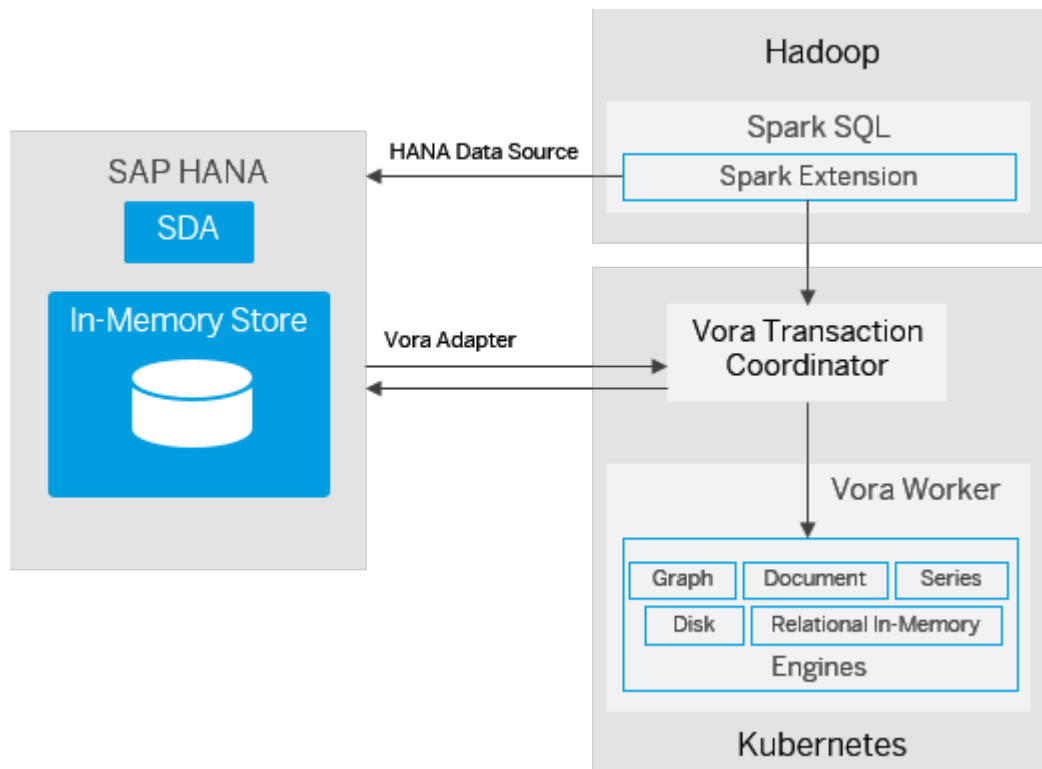 Hadoop
Spark SQL
Spark Extension
HANA Data Source
SAP HANA
SDA
In-Memory Store
Vora Adapter
Vora Transaction
Coordinator
Vora Worker
Graph
Document
Series
Disk
Relational In-Memory
Engines
Kubernetes